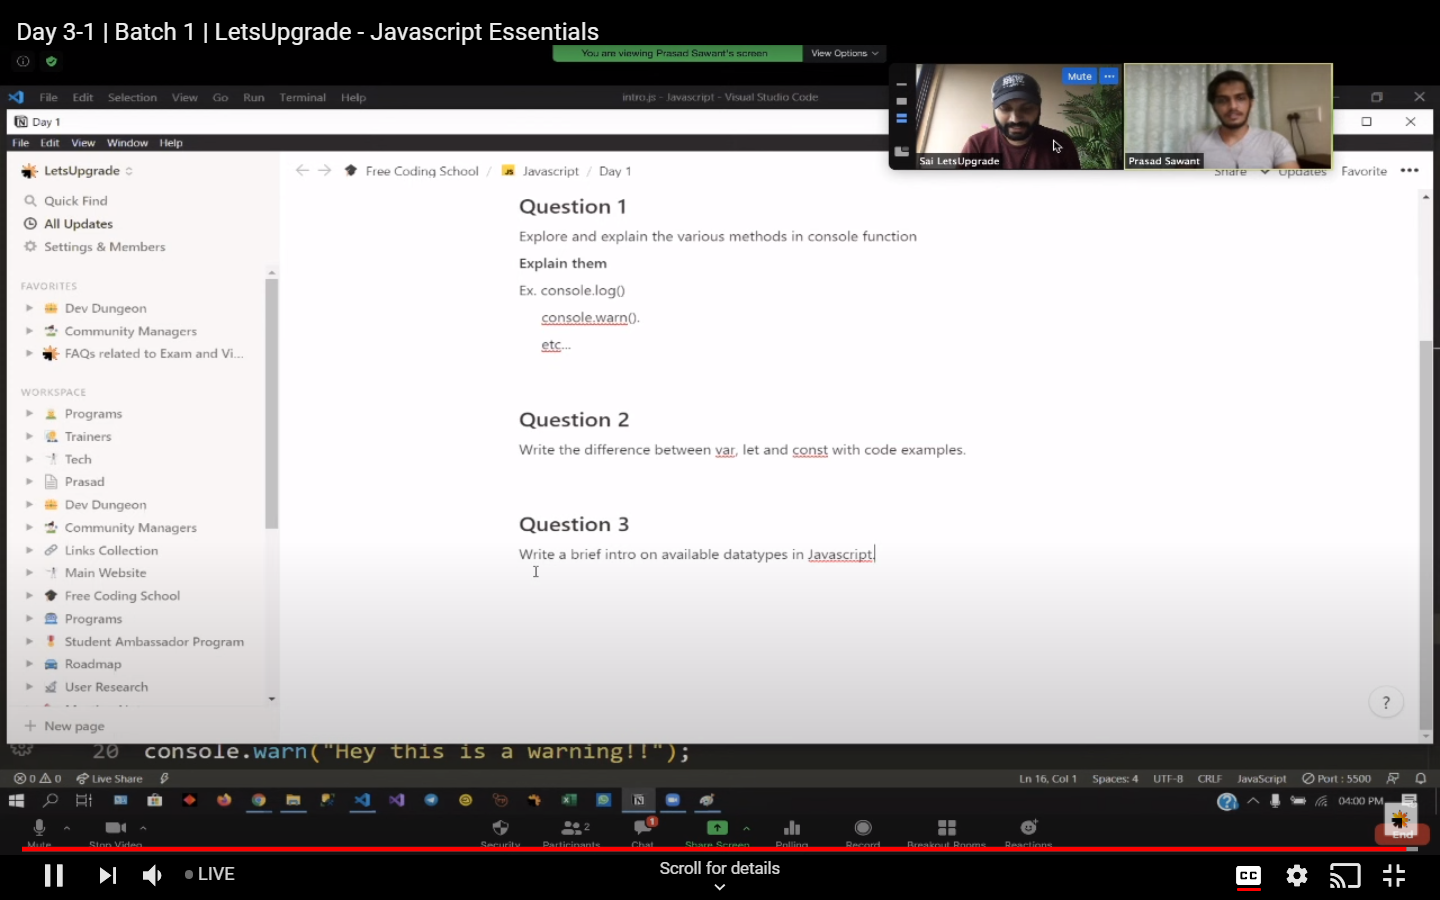 Day 3-1 | Batch 1 | LetsUpgrade - Javascript Essentials
You are viewing Prasad Sawant's screen
View Options
File Edit Selection View Go Run Terminal Help
intro.js - Javascript - Visual Studio Code
Mute
Sai LetsUpgrade
Prasad Sawant
Day 1
File Edit View Window Help
LetsUpgrade
Free Coding School / Javascript / Day 1
Share Updates Favorite
Quick Find
All Updates
Settings & Members
FAVORITES
Dev Dungeon
Community Managers
FAQs related to Exam and Vi...
WORKSPACE
Programs
Trainers
Tech
Prasad
Dev Dungeon
Community Managers
Links Collection
Main Website
Free Coding School
Programs
Student Ambassador Program
Roadmap
User Research
New page
Question 1
Explore and explain the various methods in console function
Explain them
Ex. console.log()
console.warn().
etc...
Question 2
Write the difference between var, let and const with code examples.
Question 3
Write a brief intro on available datatypes in Javascript.
?
20 console.warn("Hey this is a warning!!");
0 0 Live Share
Ln 16, Col 1 Spaces: 4 UTF-8 CRLF JavaScript Port : 5500
04:00 PM
Mute Stop Video Security Participants 2 Chat 1 Share Screen Polling Record Breakout Rooms Reactions End
LIVE
Scroll for details
CC